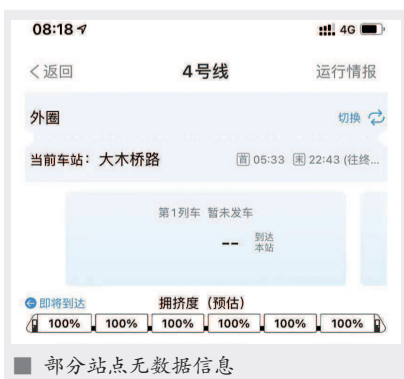 08:18 4G
<返回 4号线 运行情报
外圈 切换
当前车站：大木桥路 首 05:33 末 22:43 (往终...
第1列车 暂未发车
-- 到达
本站
即将到达 拥挤度（预估）
100% 100% 100% 100% 100% 100%
■ 部分站点无数据信息